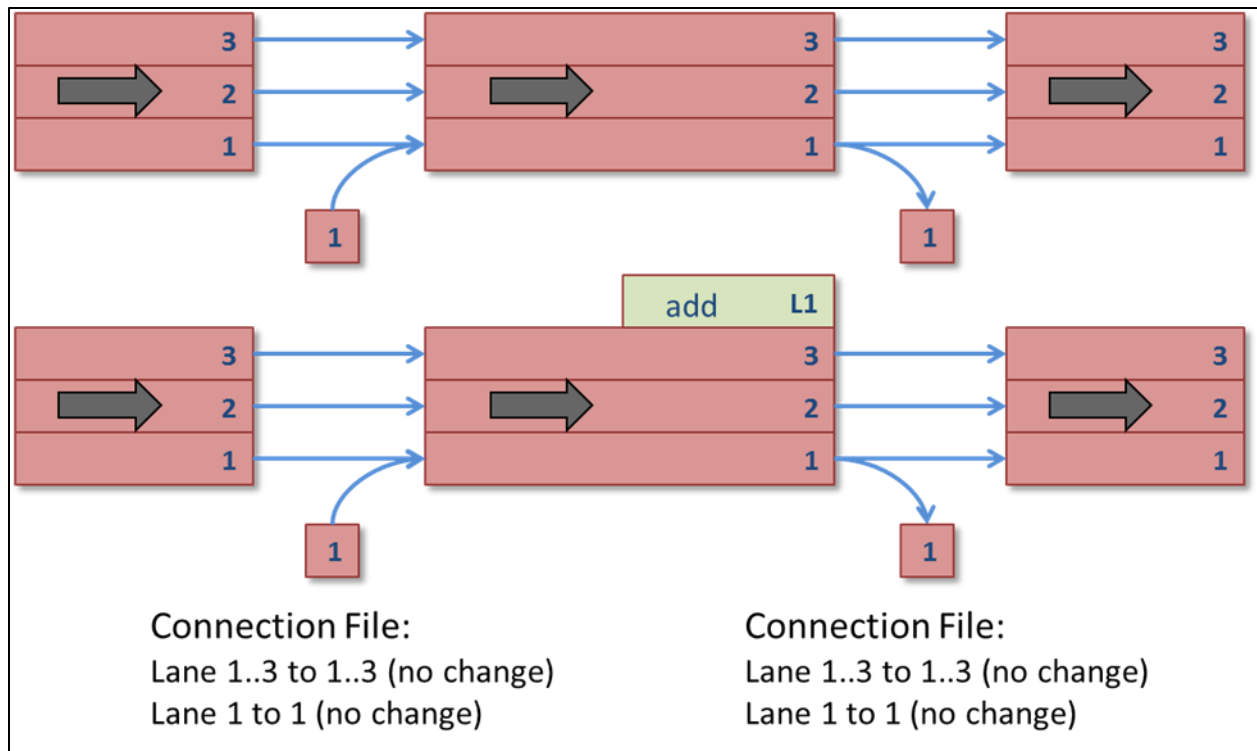 3 3 3
2 2 2
1 1 1
1 1
add L1
3 3 3
2 2 2
1 1 1
1 1
Connection File: Connection File:
Lane 1..3 to 1..3 (no change) Lane 1..3 to 1..3 (no change)
Lane 1 to 1 (no change) Lane 1 to 1 (no change)